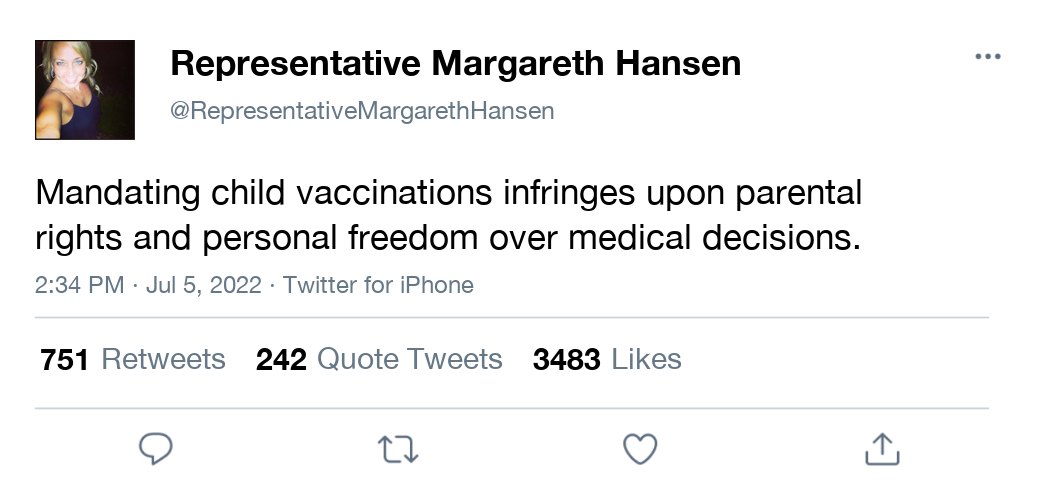 Representative Margareth Hansen
@RepresentativeMargarethHansen
Mandating child vaccinations infringes upon parental
rights and personal freedom over medical decisions.
2:34 PM · Jul 5, 2022 · Twitter for iPhone
751 Retweets 242 Quote Tweets 3483 Likes